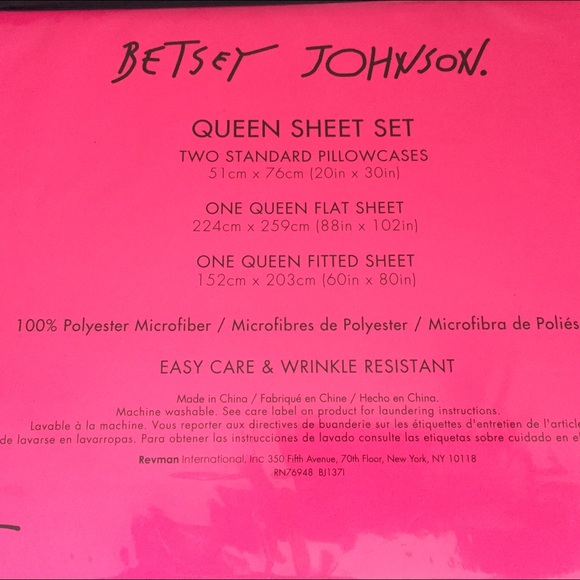 BETSEY JOHNSON.
QUEEN SHEET SET
TWO STANDARD PILLOWCASES
51cm x 76cm (20in x 30in)
ONE QUEEN FLAT SHEET
224cm x 259cm (88in x 102in)
ONE QUEEN FITTED SHEET
152cm x 203cm (60in x 80in)
100% Polyester Microfiber / Microfibres de Polyester / Microfibra de Poliés
EASY CARE & WRINKLE RESISTANT
Made in China / Fabriqué en Chine / Hecho en China.
Machine washable. See care label on product for laundering instructions.
Lavable à la machine. Vous reporter aux directives de buanderie sur les étiquettes d'entretien de l'article
de lavarse en lavarropas. Para obtener las instrucciones de lavado consulte las etiquetas sobre cuidado en e
Revman International, Inc 350 Fifth Avenue, 70th Floor, New York, NY 10118
RN76948 BJ1371